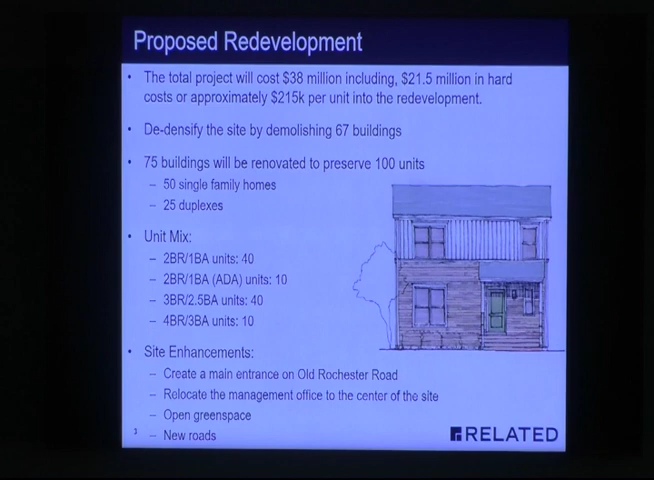 Proposed Redevelopment
• The total project will cost $38 million including, $21.5 million in hard
costs or approximately $215k per unit into the redevelopment.
• De-densify the site by demolishing 67 buildings
• 75 buildings will be renovated to preserve 100 units
– 50 single family homes
– 25 duplexes
• Unit Mix:
– 2BR/1BA units: 40
– 2BR/1BA (ADA) units: 10
– 3BR/2.5BA units: 40
– 4BR/3BA units: 10
• Site Enhancements:
– Create a main entrance on Old Rochester Road
– Relocate the management office to the center of the site
– Open greenspace
– New roads
3
RELATED